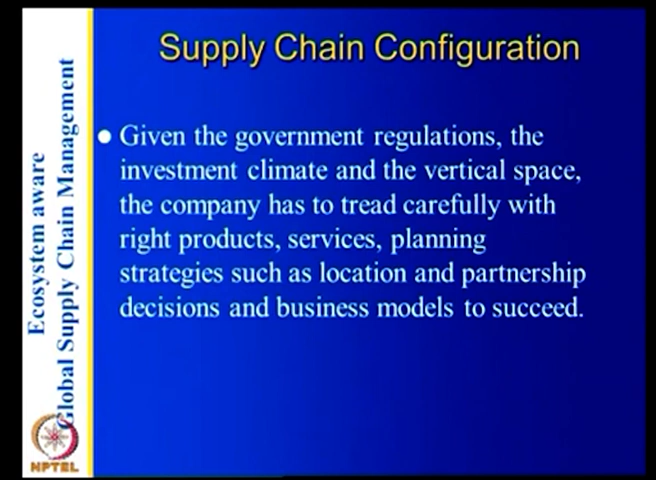 Supply Chain Configuration
Given the government regulations, the
investment climate and the vertical space,
the company has to tread carefully with
right products, services, planning
strategies such as location and partnership
decisions and business models to succeed.
Ecosystem aware
Global Supply Chain Management
NPTEL